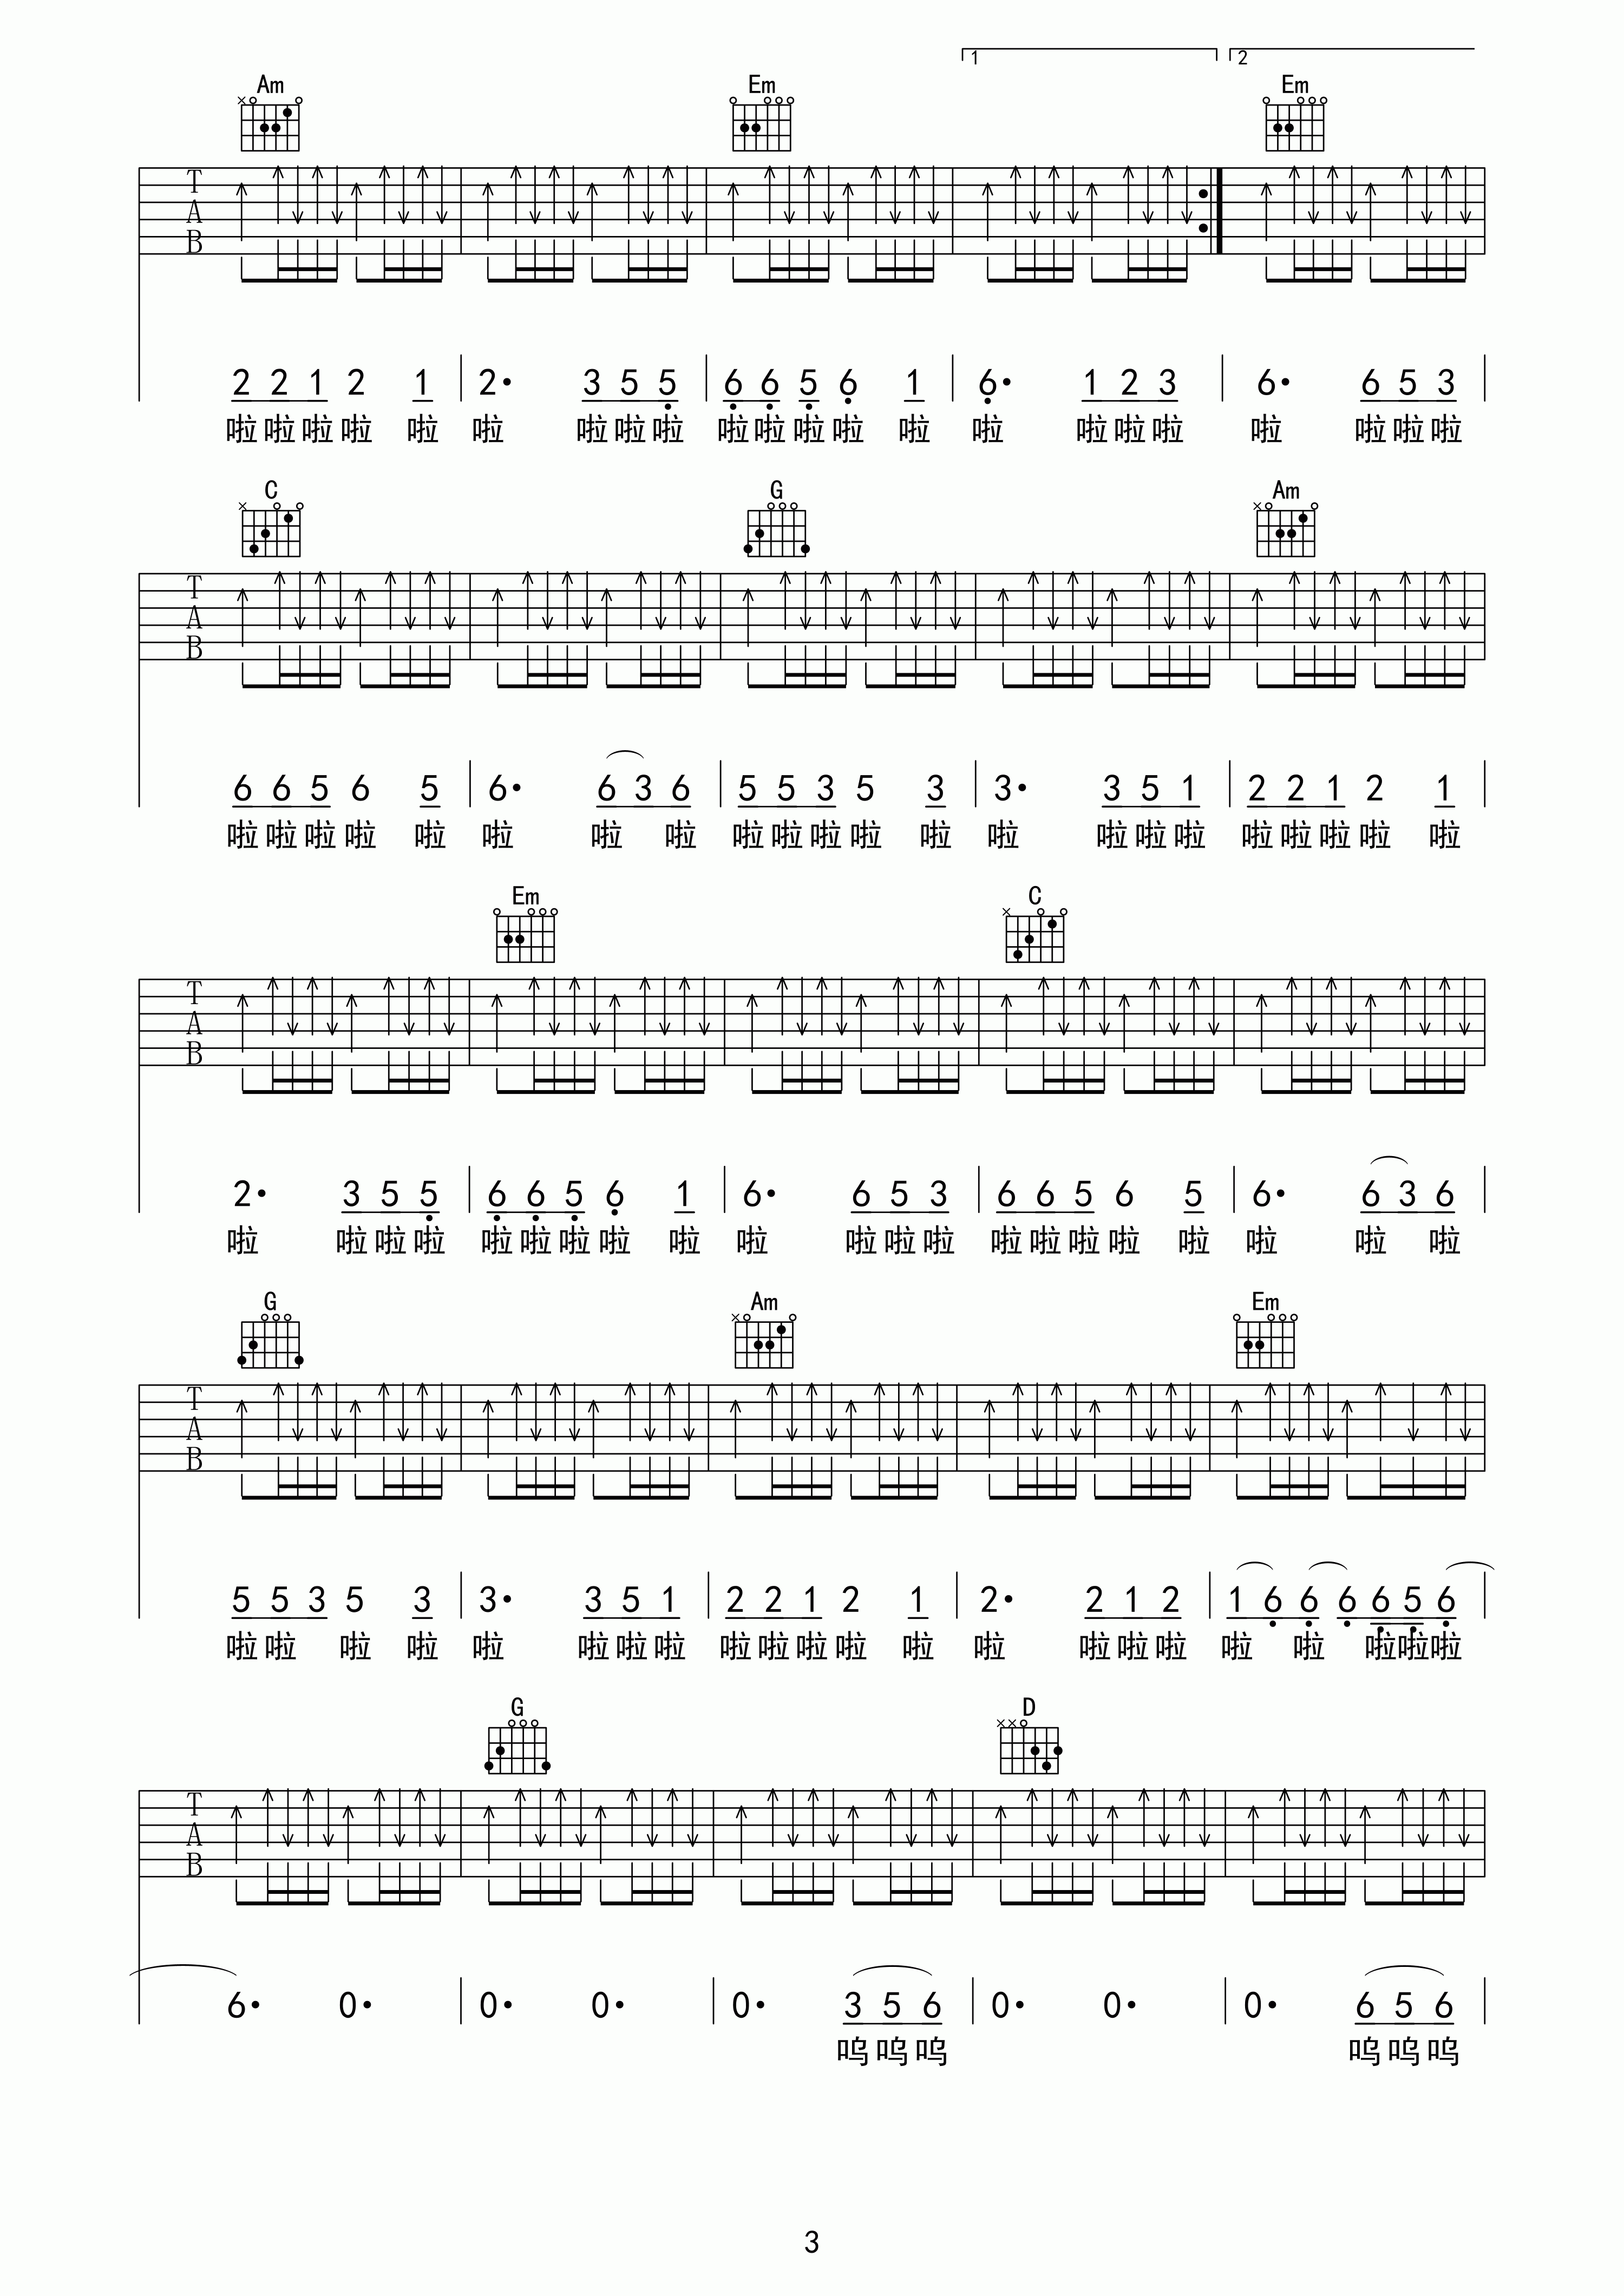 1 2
Am Em Em
T
A
B
2 2 1 2 1 | 2· 3 5 5̣ | 6̣ 6̣ 5̣ 6̣ 1 | 6̣· 1 2 3 | 6· 6 5 3 |
啦 啦 啦 啦 啦 啦 啦 啦 啦 啦 啦 啦 啦 啦 啦 啦 啦 啦 啦 啦 啦 啦
C G Am
T
A
B
6 6 5 6 5 | 6· 6 3 6 | 5 5 3 5 3 | 3· 3 5 1 | 2 2 1 2 1 |
啦 啦 啦 啦 啦 啦 啦 啦 啦 啦 啦 啦 啦 啦 啦 啦 啦 啦 啦 啦 啦 啦
Em C
T
A
B
2· 3 5 5̣ | 6̣ 6̣ 5̣ 6̣ 1 | 6· 6 5 3 | 6 6 5 6 5 | 6· 6 3 6 |
啦 啦 啦 啦 啦 啦 啦 啦 啦 啦 啦 啦 啦 啦 啦 啦 啦 啦 啦 啦 啦
G Am Em
T
A
B
5 5 3 5 3 | 3· 3 5 1 | 2 2 1 2 1 | 2· 2 1 2 | 1 6̣ 6̣ 6̣ 6̣ 5̣ 6̣ |
啦 啦 啦 啦 啦 啦 啦 啦 啦 啦 啦 啦 啦 啦 啦 啦 啦 啦 啦 啦 啦 啦
G D
T
A
B
6· 0· | 0· 0· | 0· 3 5 6 | 0· 0· | 0· 6 5 6 |
呜 呜 呜 呜 呜 呜
3